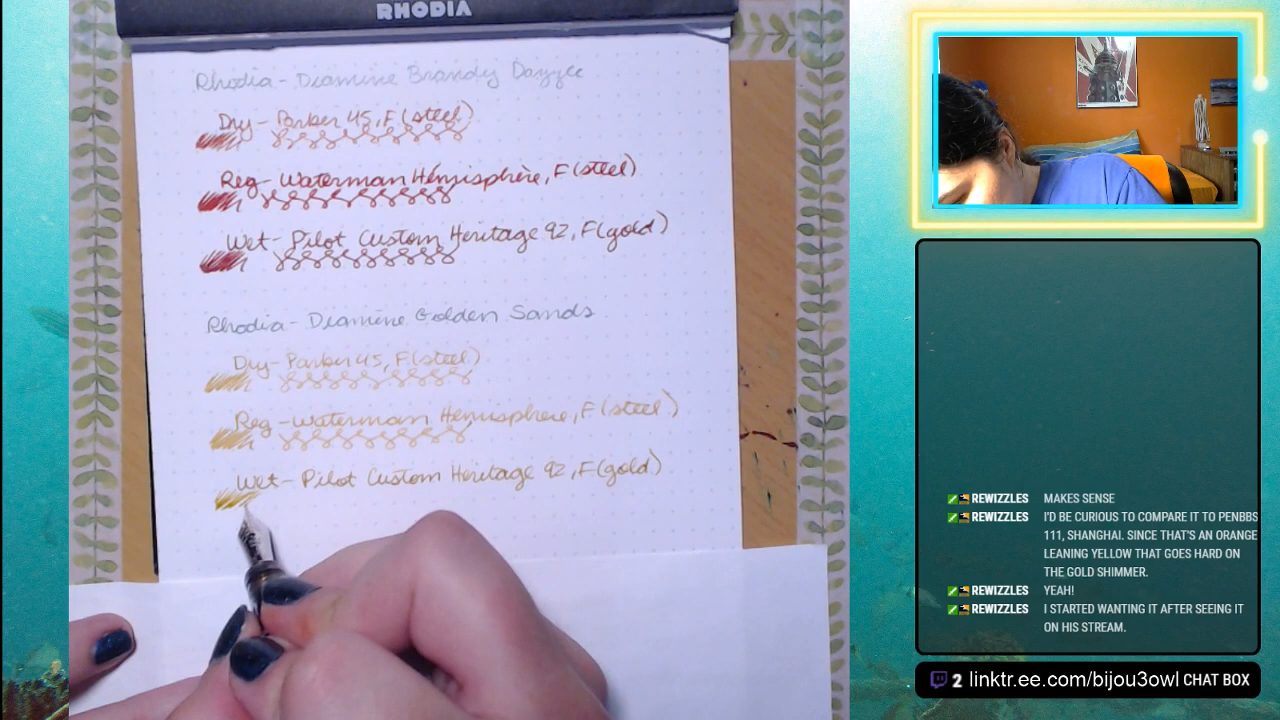 RHODIA
Rhodia - Diamine Brandy Dazzle
Dry - Parker 45, F (steel)
Reg - Waterman Hemisphère, F (steel)
Wet - Pilot Custom Heritage 92, F (gold)
Rhodia - Diamine Golden Sands
Dry - Parker 45, F (steel)
Reg - Waterman Hemisphere, F (steel)
Wet - Pilot Custom Heritage 92, F (gold)
REWIZZLES MAKES SENSE
REWIZZLES I'D BE CURIOUS TO COMPARE IT TO PENBBS
111, SHANGHAI. SINCE THAT'S AN ORANGE
LEANING YELLOW THAT GOES HARD ON
THE GOLD SHIMMER.
REWIZZLES YEAH!
REWIZZLES I STARTED WANTING IT AFTER SEEING IT
ON HIS STREAM.
2 linktr.ee.com/bijou3owl CHAT BOX